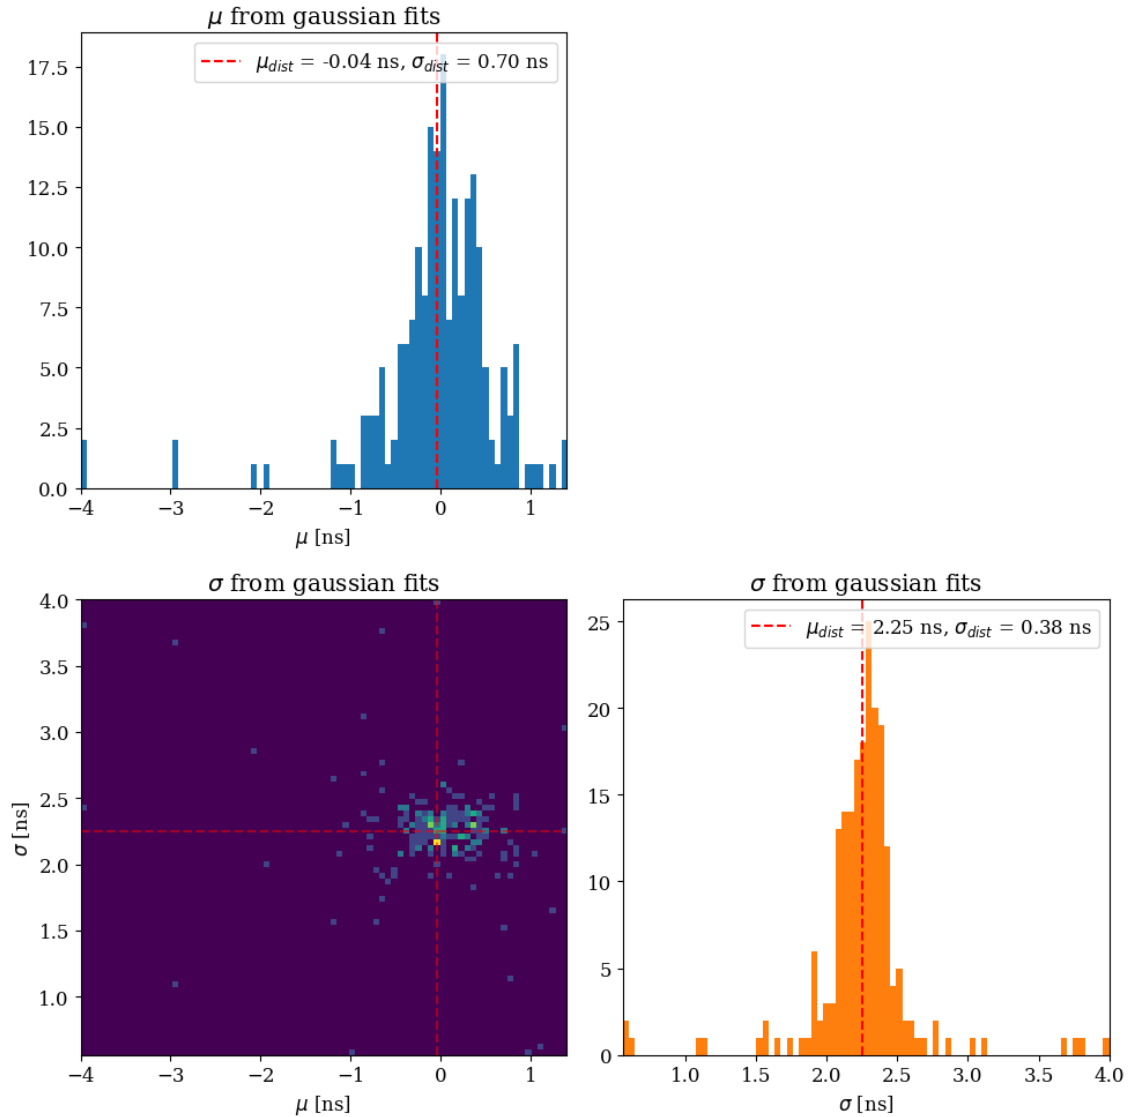 μ from gaussian fits
μ_dist = -0.04 ns, σ_dist = 0.70 ns
17.5
15.0
12.5
10.0
7.5
5.0
2.5
0.0
−4 −3 −2 −1 0 1
μ [ns]
σ from gaussian fits
4.0
3.5
3.0
2.5
2.0
1.5
1.0
σ [ns]
−4 −3 −2 −1 0 1
μ [ns]
σ from gaussian fits
μ_dist = 2.25 ns, σ_dist = 0.38 ns
25
20
15
10
5
0
1.0 1.5 2.0 2.5 3.0 3.5 4.0
σ [ns]